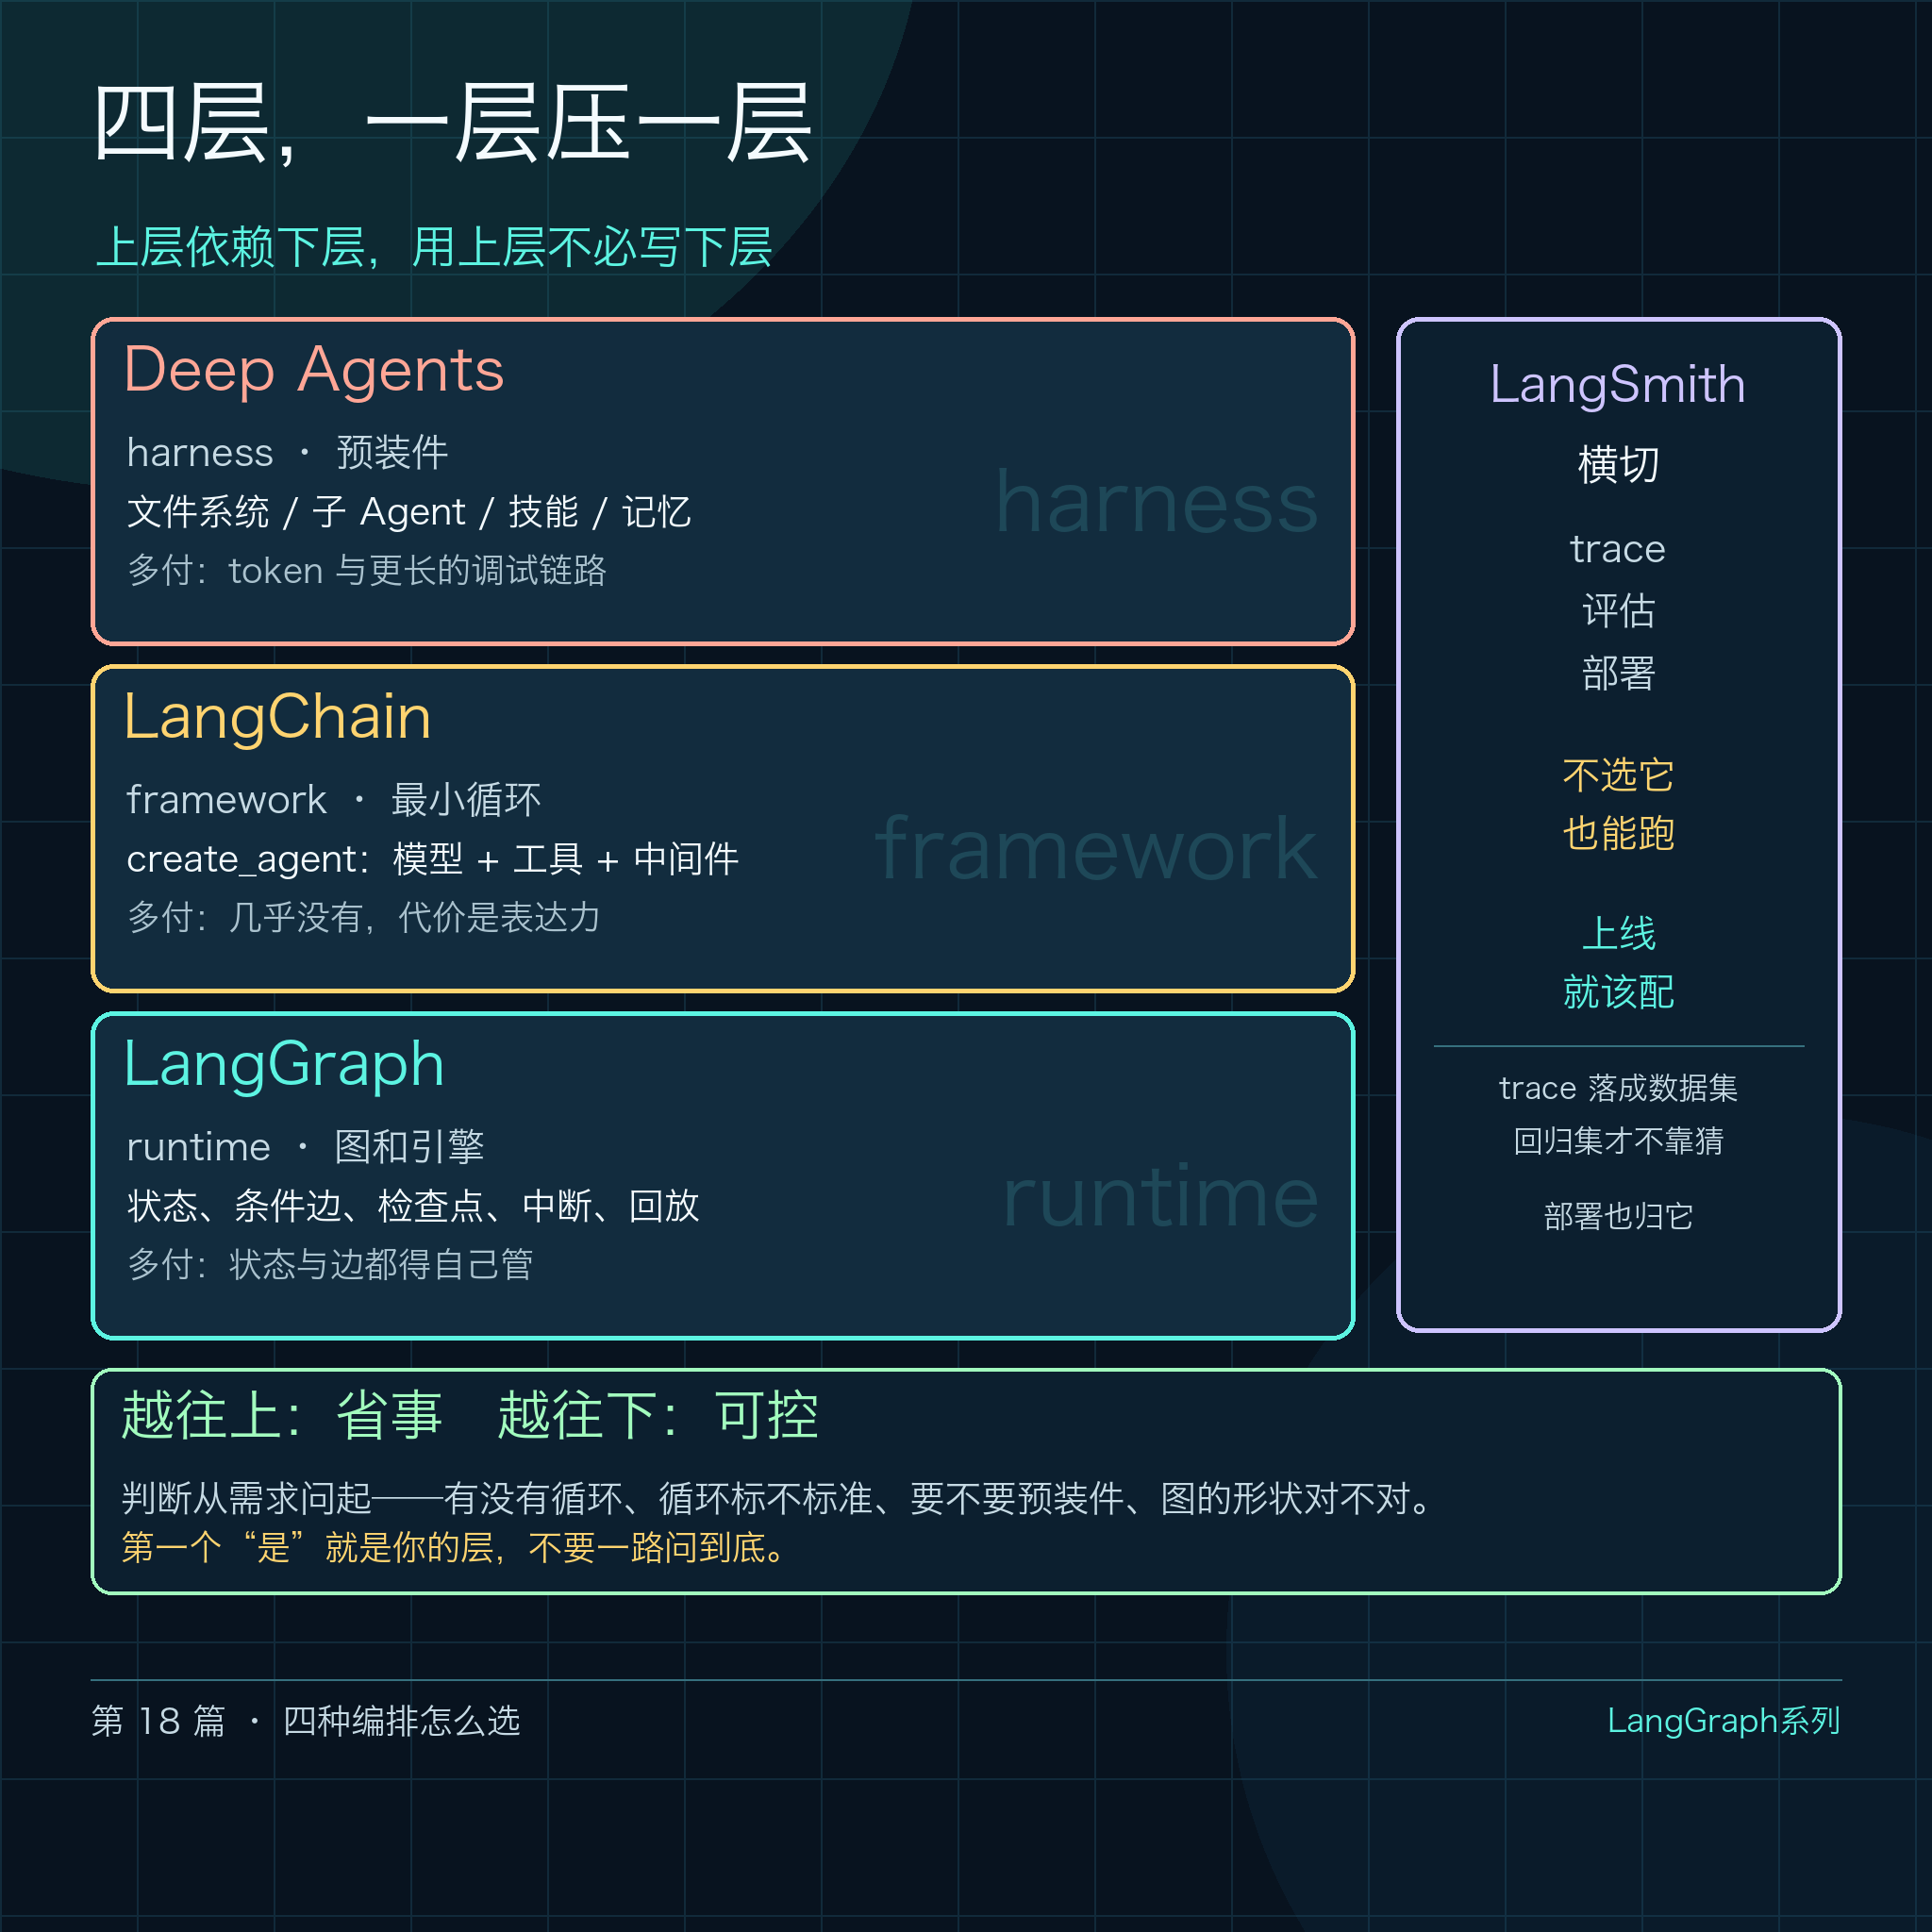 四层，一层压一层
上层依赖下层，用上层不必写下层
Deep Agents
harness · 预装件
文件系统 / 子 Agent / 技能 / 记忆
多付：token 与更长的调试链路
harness
LangChain
framework · 最小循环
create_agent：模型 + 工具 + 中间件
多付：几乎没有，代价是表达力
framework
LangGraph
runtime · 图和引擎
状态、条件边、检查点、中断、回放
多付：状态与边都得自己管
runtime
LangSmith
横切
trace
评估
部署
不选它
也能跑
上线
就该配
trace 落成数据集
回归集才不靠猜
部署也归它
越往上：省事　越往下：可控
判断从需求问起——有没有循环、循环标不标准、要不要预装件、图的形状对不对。
第一个“是”就是你的层，不要一路问到底。
第 18 篇 · 四种编排怎么选
LangGraph系列